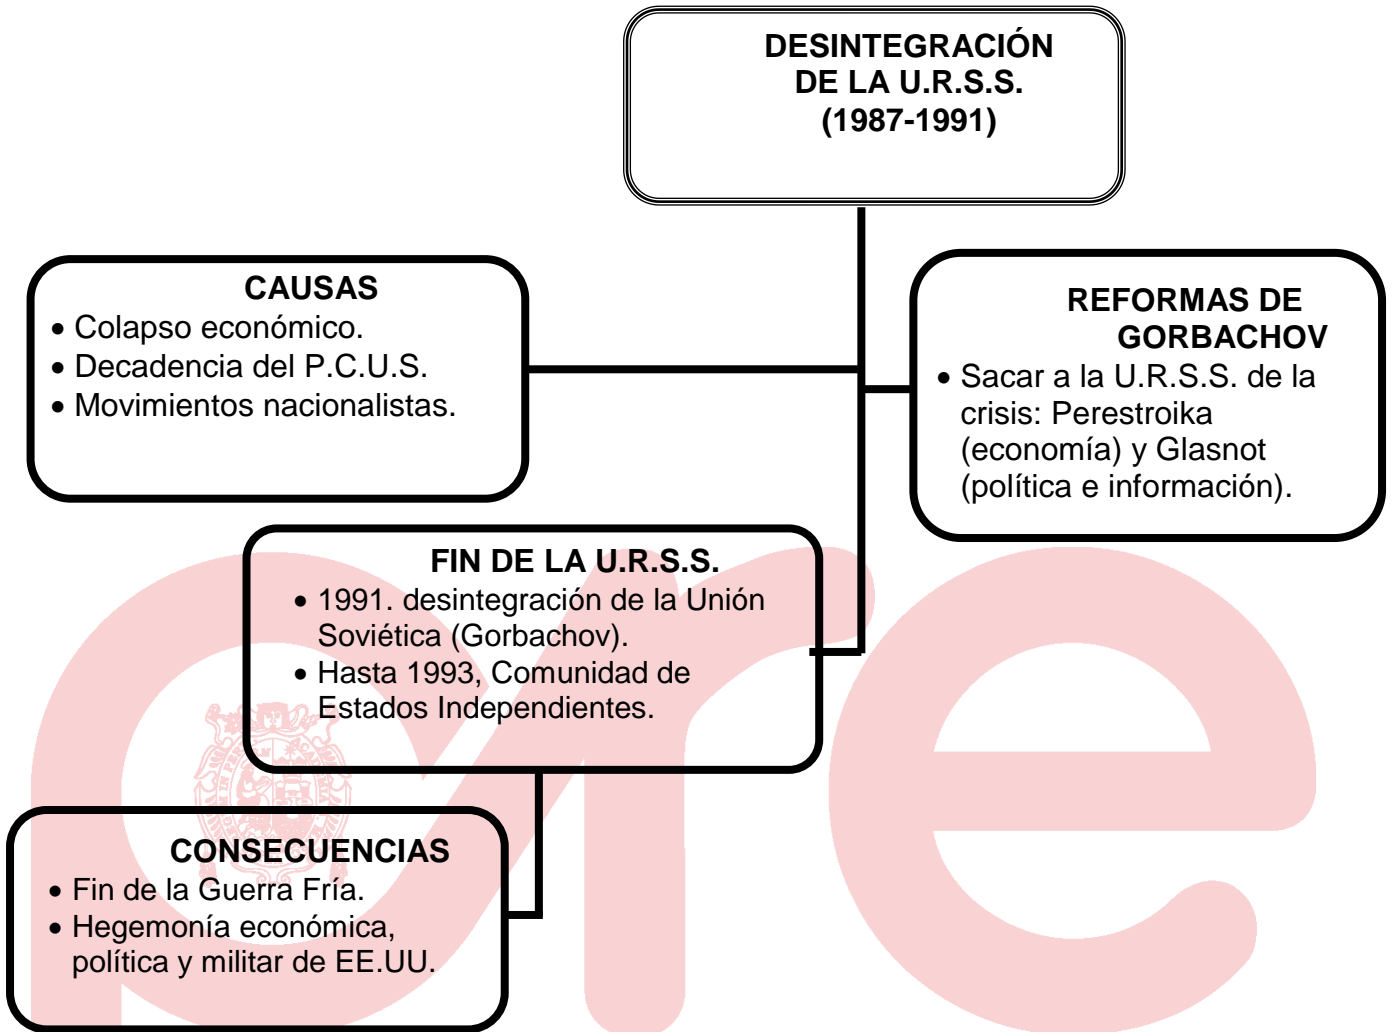 DESINTEGRACIÓN
DE LA U.R.S.S.
(1987-1991)
CAUSAS
• Colapso económico.
• Decadencia del P.C.U.S.
• Movimientos nacionalistas.
REFORMAS DE
GORBACHOV
• Sacar a la U.R.S.S. de la
crisis: Perestroika
(economía) y Glasnot
(política e información).
FIN DE LA U.R.S.S.
• 1991. desintegración de la Unión
Soviética (Gorbachov).
• Hasta 1993, Comunidad de
Estados Independientes.
CONSECUENCIAS
• Fin de la Guerra Fría.
• Hegemonía económica,
política y militar de EE.UU.
pre